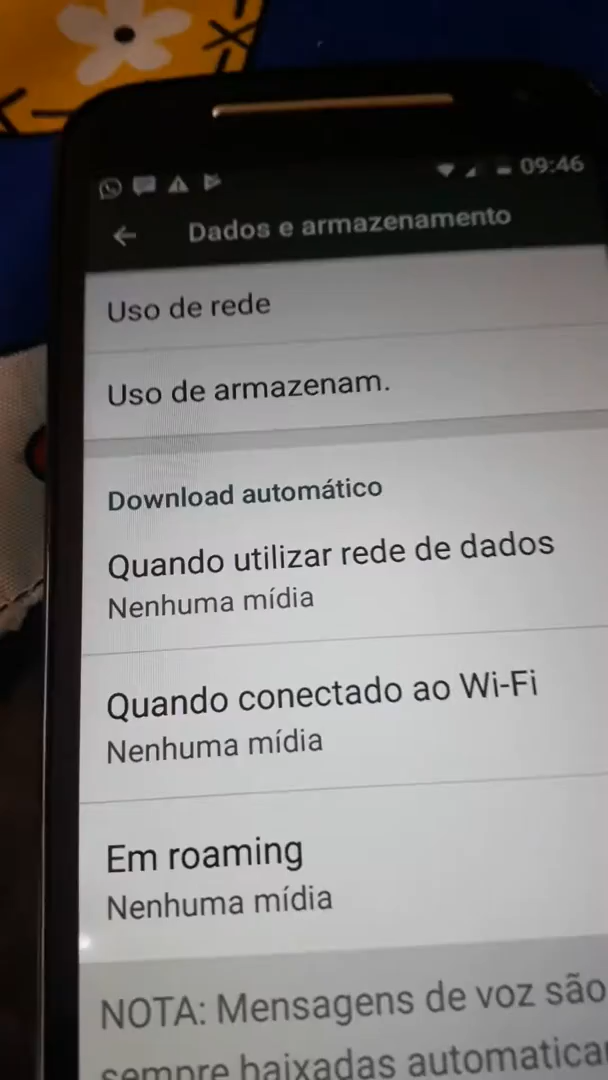 09:46
Dados e armazenamento
Uso de rede
Uso de armazenam.
Download automático
Quando utilizar rede de dados
Nenhuma mídia
Quando conectado ao Wi-Fi
Nenhuma mídia
Em roaming
Nenhuma mídia
NOTA: Mensagens de voz são
sempre baixadas